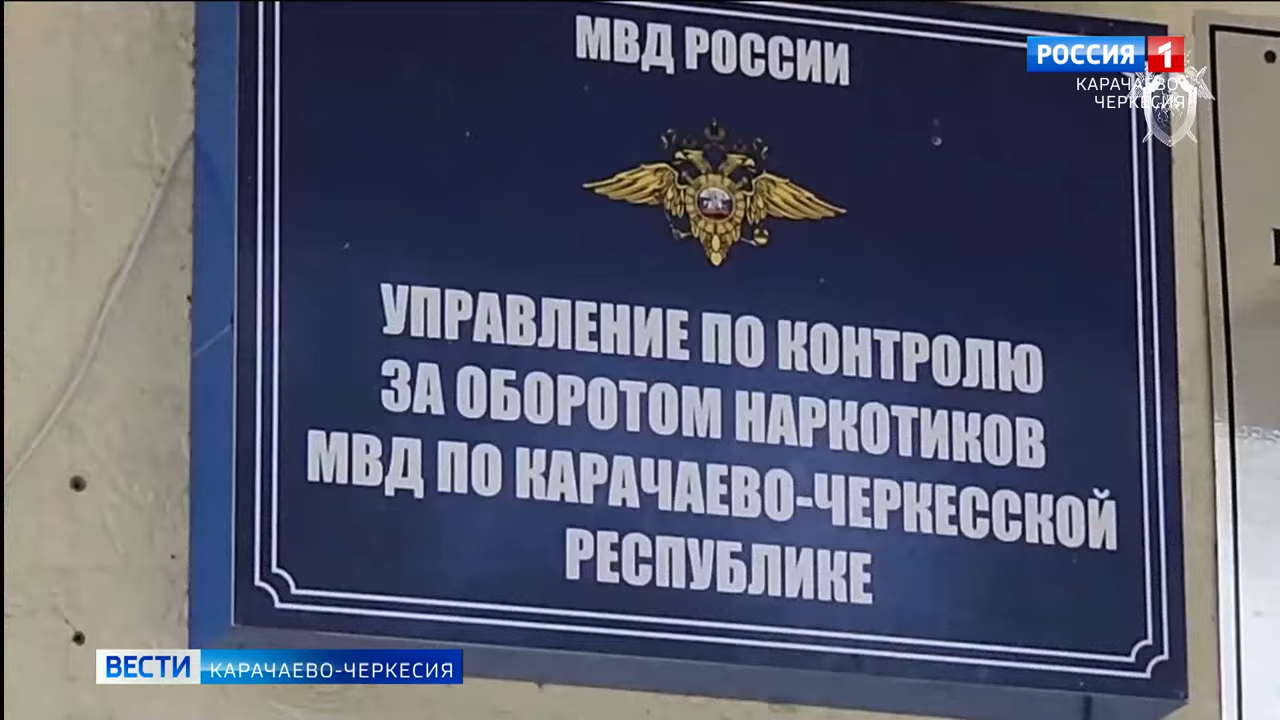 МВД РОССИИ
РОССИЯ 1
КАРАЧАЕВО-
ЧЕРКЕСИЯ
УПРАВЛЕНИЕ ПО КОНТРОЛЮ
ЗА ОБОРОТОМ НАРКОТИКОВ
МВД ПО КАРАЧАЕВО-ЧЕРКЕССКОЙ
РЕСПУБЛИКЕ
ВЕСТИ КАРАЧАЕВО-ЧЕРКЕСИЯ